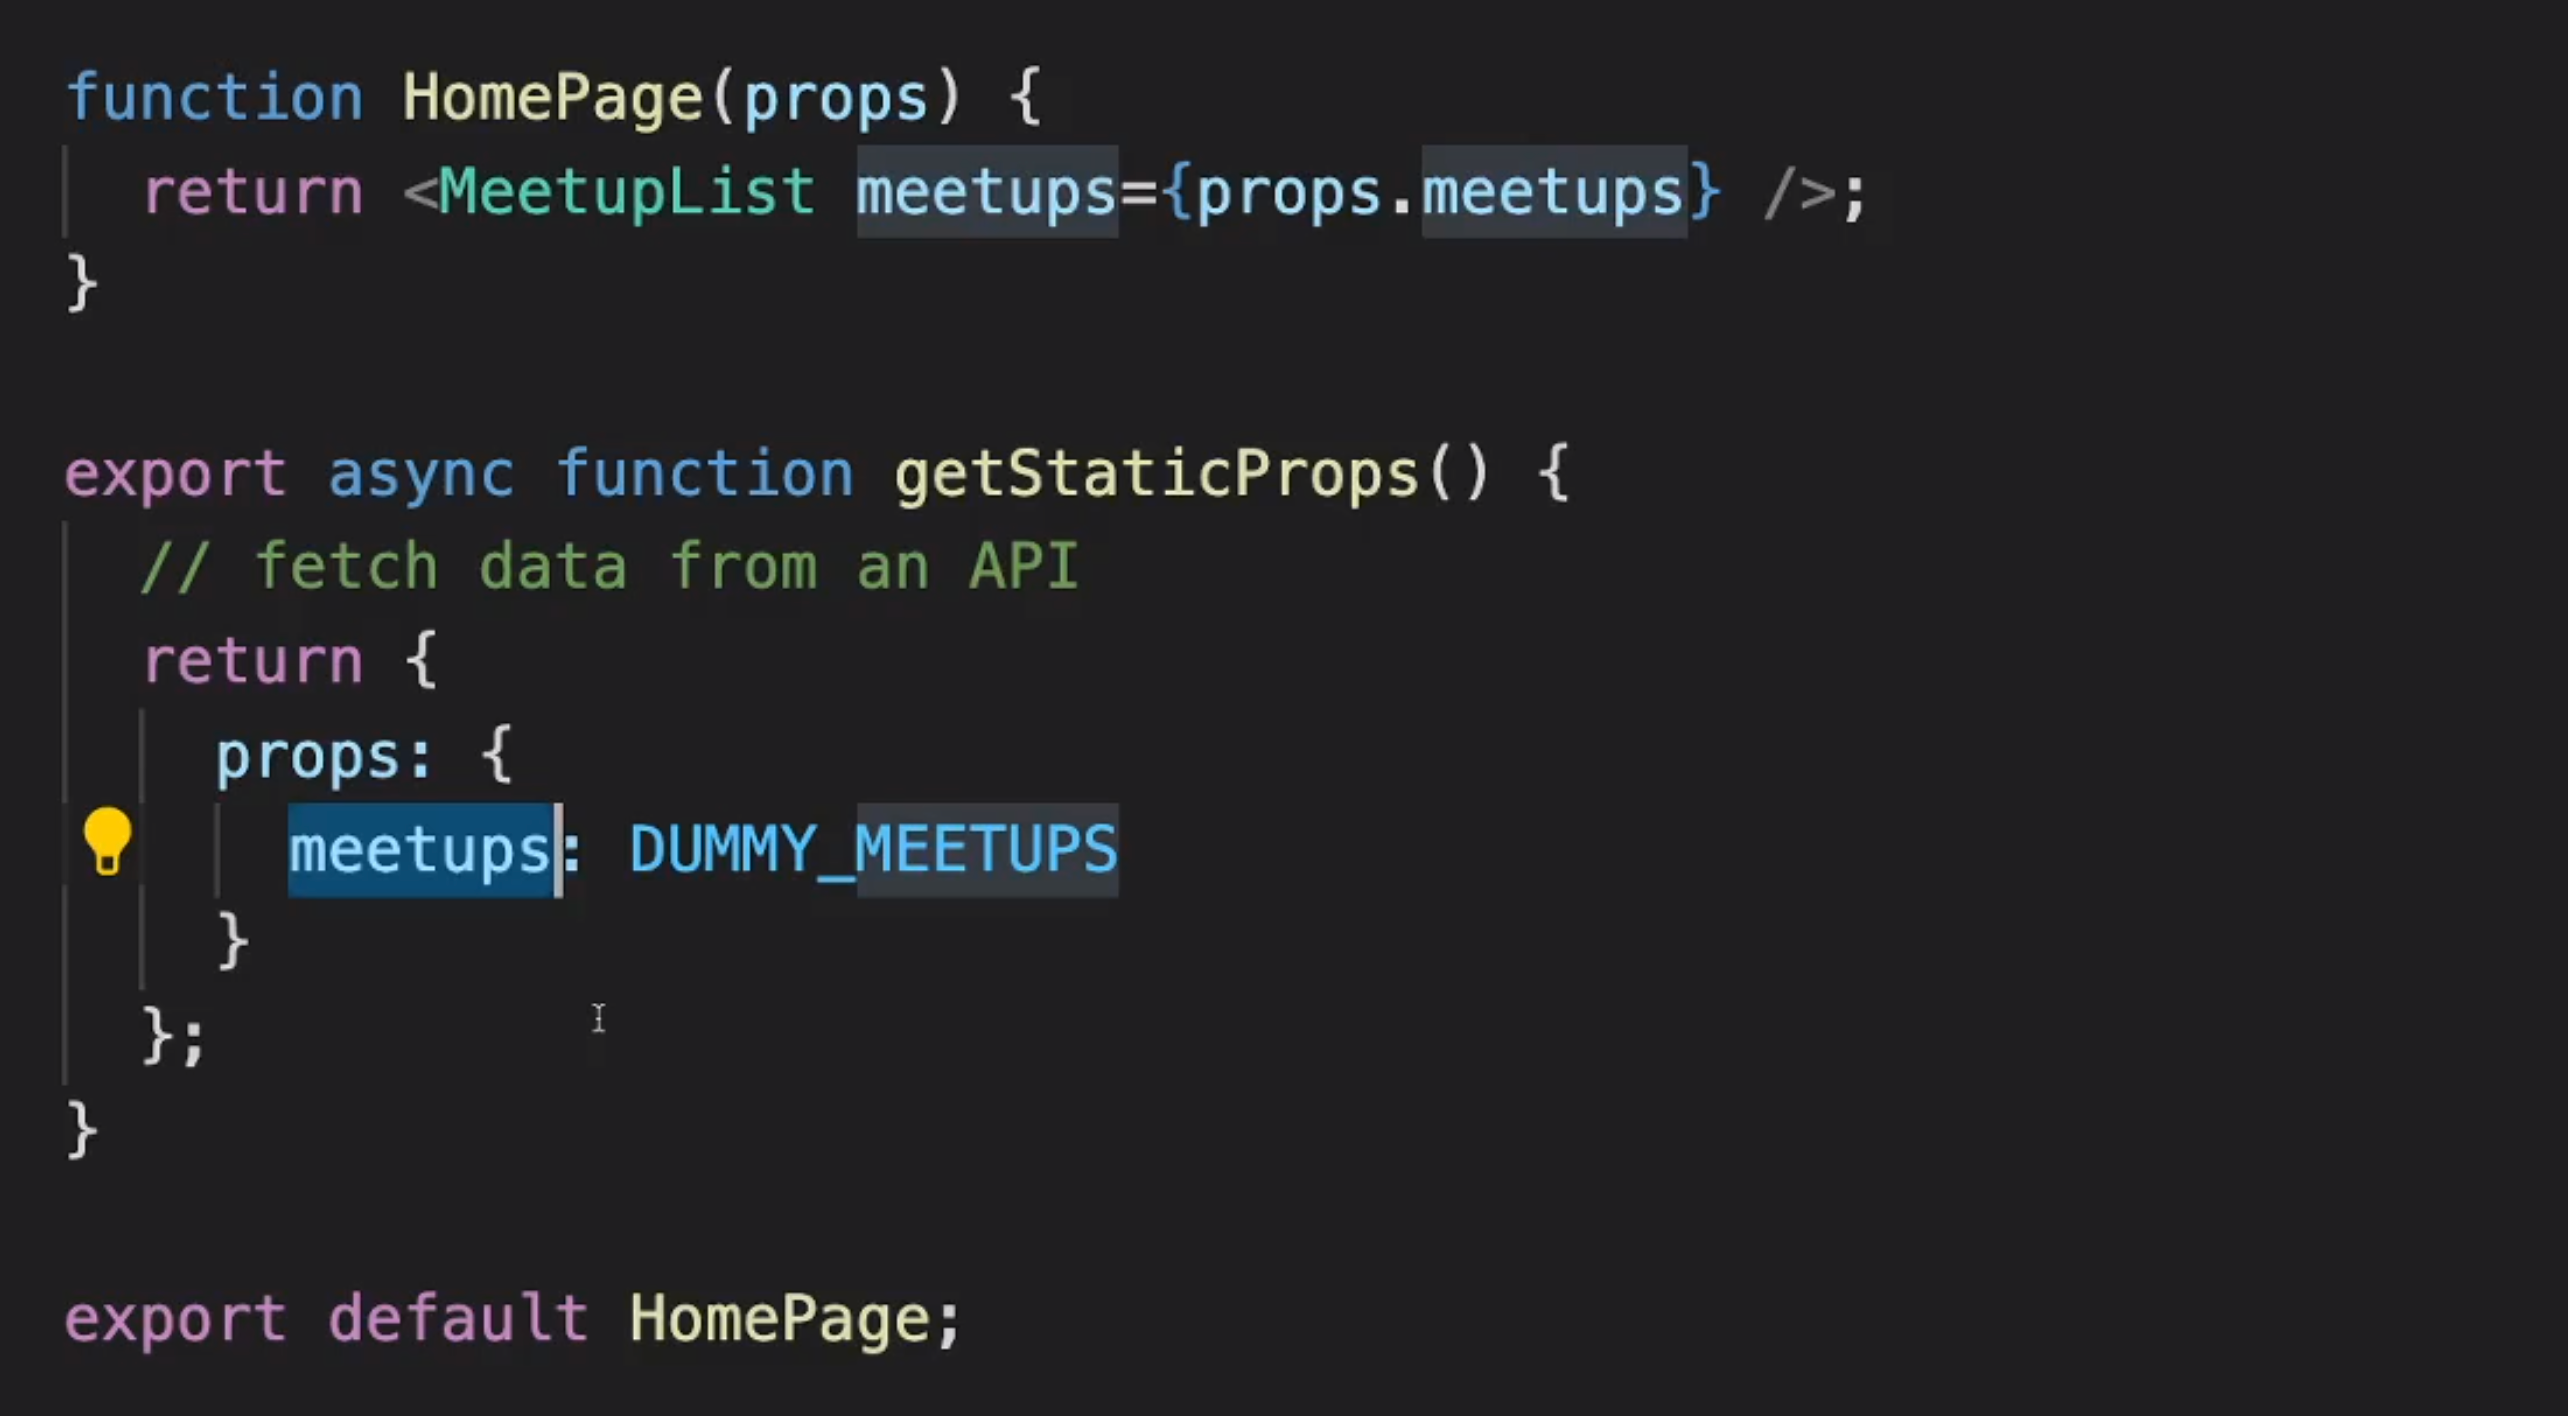 function HomePage(props) {
  return <MeetupList meetups={props.meetups} />;
}
export async function getStaticProps() {
  // fetch data from an API
  return {
    props: {
      meetups: DUMMY_MEETUPS
    }
  };
}
export default HomePage;